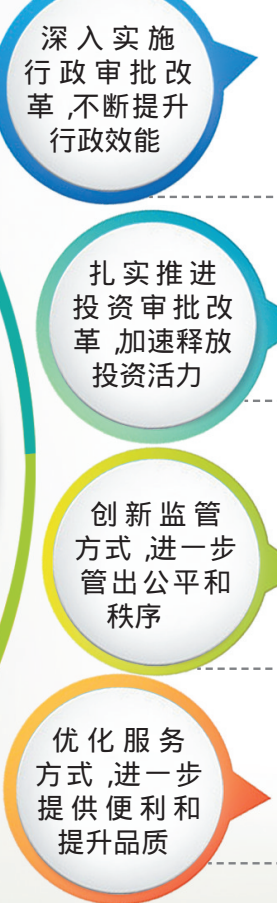 深入实施
行政审批改
革,不断提升
行政效能
扎实推进
投资审批改
革,加速释放
投资活力
创新监管
方式,进一步
管出公平和
秩序
优化服务
方式,进一步
提供便利和
提升品质